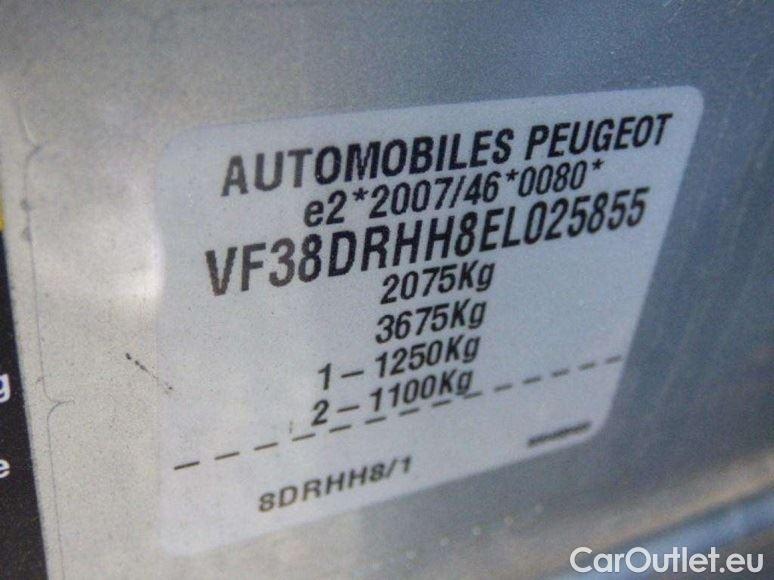 AUTOMOBILES PEUGEOT
e2*2007/46*0080*
VF38DRHH8EL025855
2075Kg
3675Kg
1-1250Kg
2-1100Kg
8DRHH8/1
g
e
CarOutlet.eu